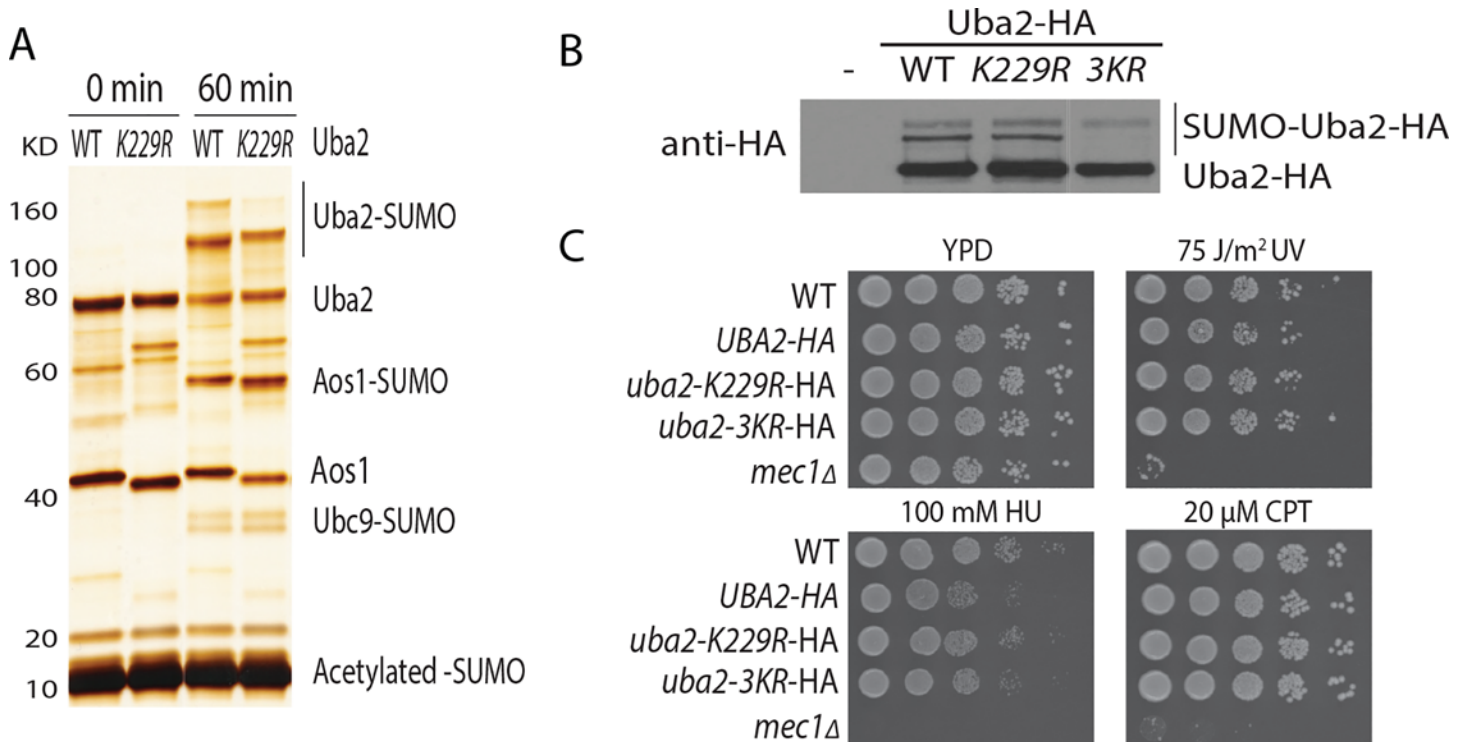 A
0 min 60 min
KD WT K229R WT K229R Uba2
160
Uba2-SUMO
100
80
Uba2
60
Aos1-SUMO
Aos1
40
Ubc9-SUMO
20
Acetylated -SUMO
10
B
Uba2-HA
- WT K229R 3KR
anti-HA
SUMO-Uba2-HA
Uba2-HA
C
YPD 75 J/m² UV
WT
UBA2-HA
uba2-K229R-HA
uba2-3KR-HA
mec1Δ
100 mM HU 20 µM CPT
WT
UBA2-HA
uba2-K229R-HA
uba2-3KR-HA
mec1Δ